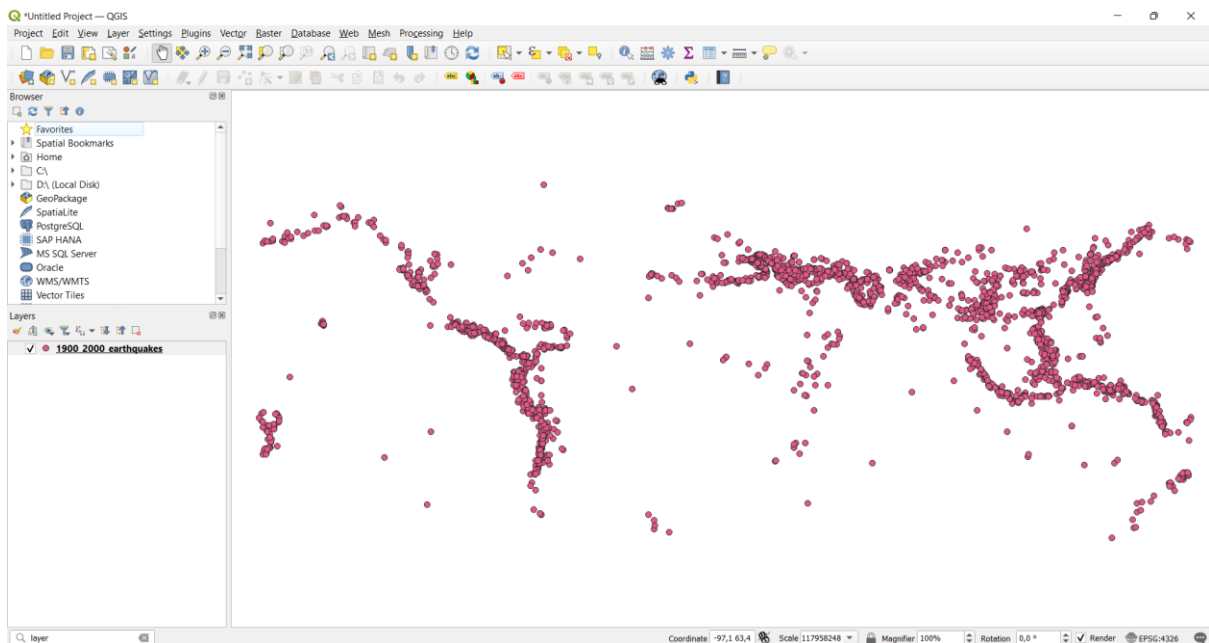 *Untitled Project — QGIS
Project Edit View Layer Settings Plugins Vector Raster Database Web Mesh Processing Help
Browser
Favorites
Spatial Bookmarks
Home
C:\
D:\ (Local Disk)
GeoPackage
SpatiaLite
PostgreSQL
SAP HANA
MS SQL Server
Oracle
WMS/WMTS
Vector Tiles
Layers
1900_2000_earthquakes
layer
Coordinate -97,1 63,4 Scale 117958248 Magnifier 100% Rotation 0,0 ° Render EPSG:4326